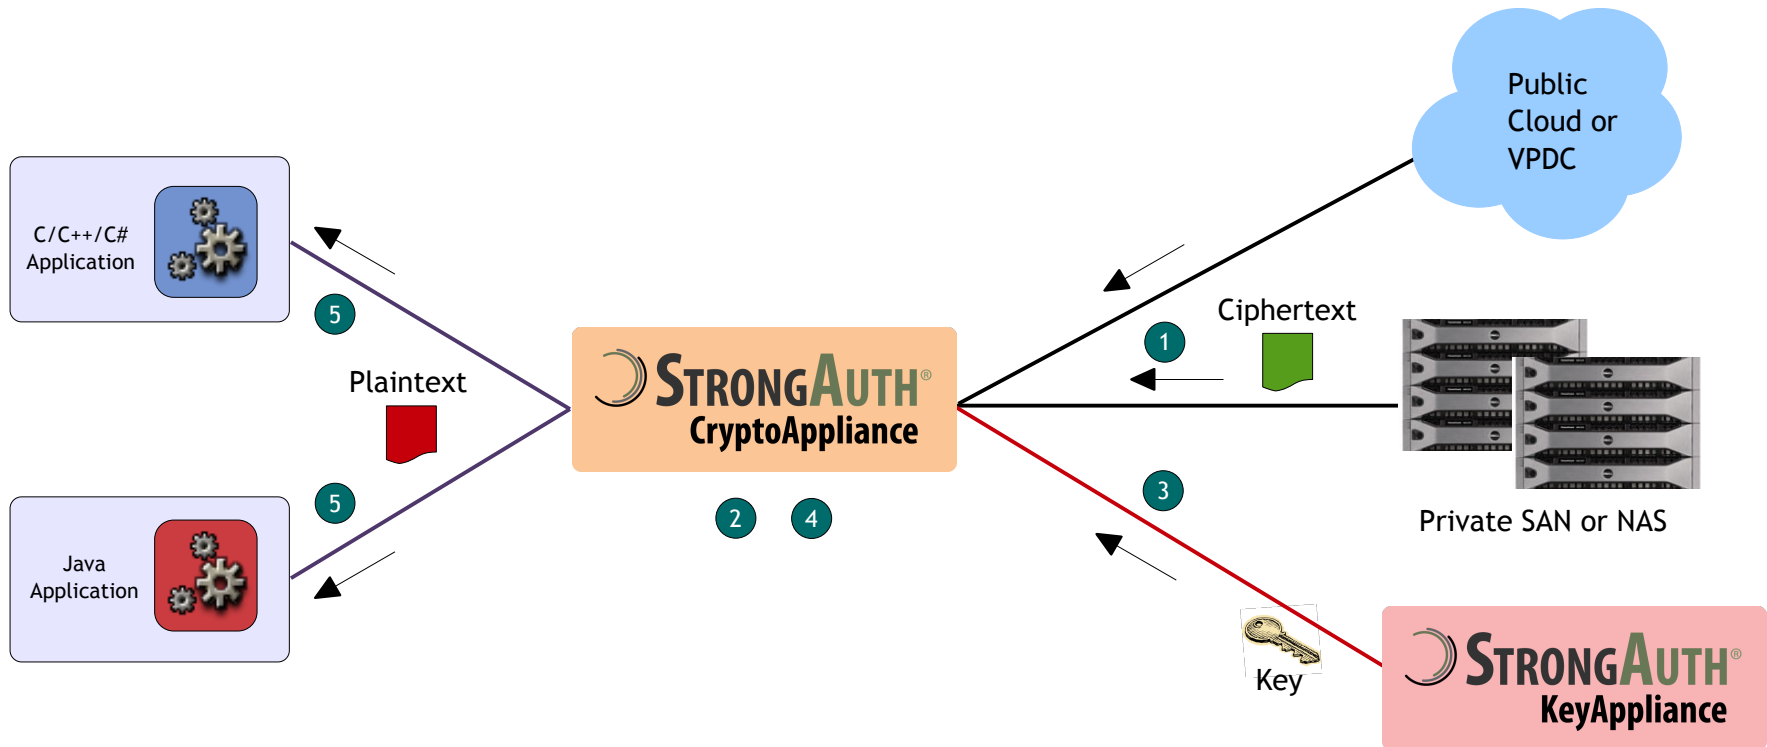 Public
Cloud or
VPDC
C/C++/C#
Application
5
Ciphertext
1
Plaintext
STRONGAUTH®
CryptoAppliance
5
3
2
4
Private SAN or NAS
Java
Application
Key
STRONGAUTH®
KeyAppliance